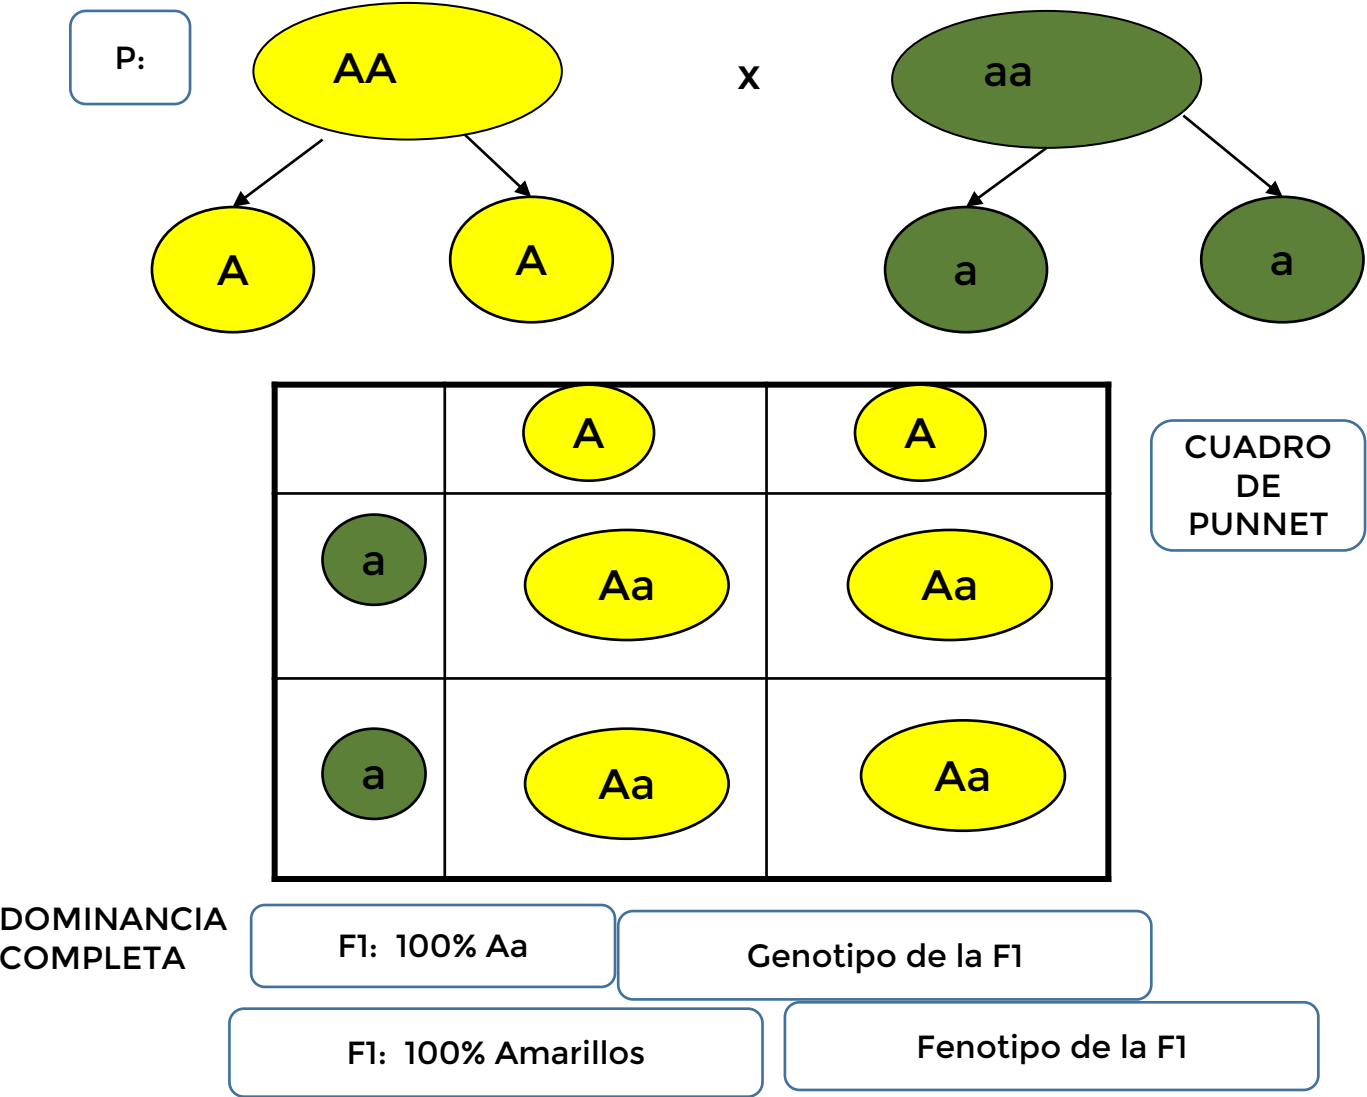 P:
AA
x
aa
A
A
a
a
A
A
a
Aa
Aa
a
Aa
Aa
CUADRO
DE
PUNNET
DOMINANCIA
COMPLETA
F1: 100% Aa
Genotipo de la F1
F1: 100% Amarillos
Fenotipo de la F1